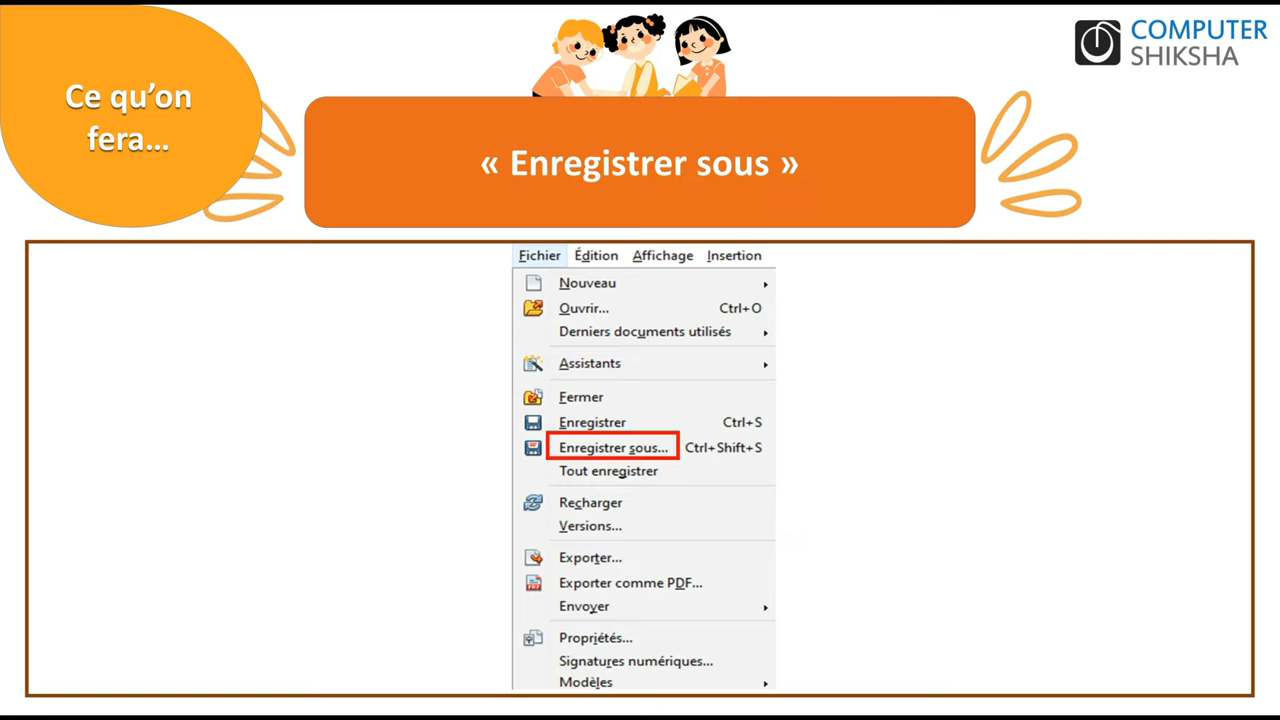 Ce qu'on
fera...
COMPUTER
SHIKSHA
« Enregistrer sous »
Fichier Édition Affichage Insertion
Nouveau
Ouvrir... Ctrl+O
Derniers documents utilisés
Assistants
Fermer
Enregistrer Ctrl+S
Enregistrer sous... Ctrl+Shift+S
Tout enregistrer
Recharger
Versions...
Exporter...
Exporter comme PDF...
Envoyer
Propriétés...
Signatures numériques...
Modèles